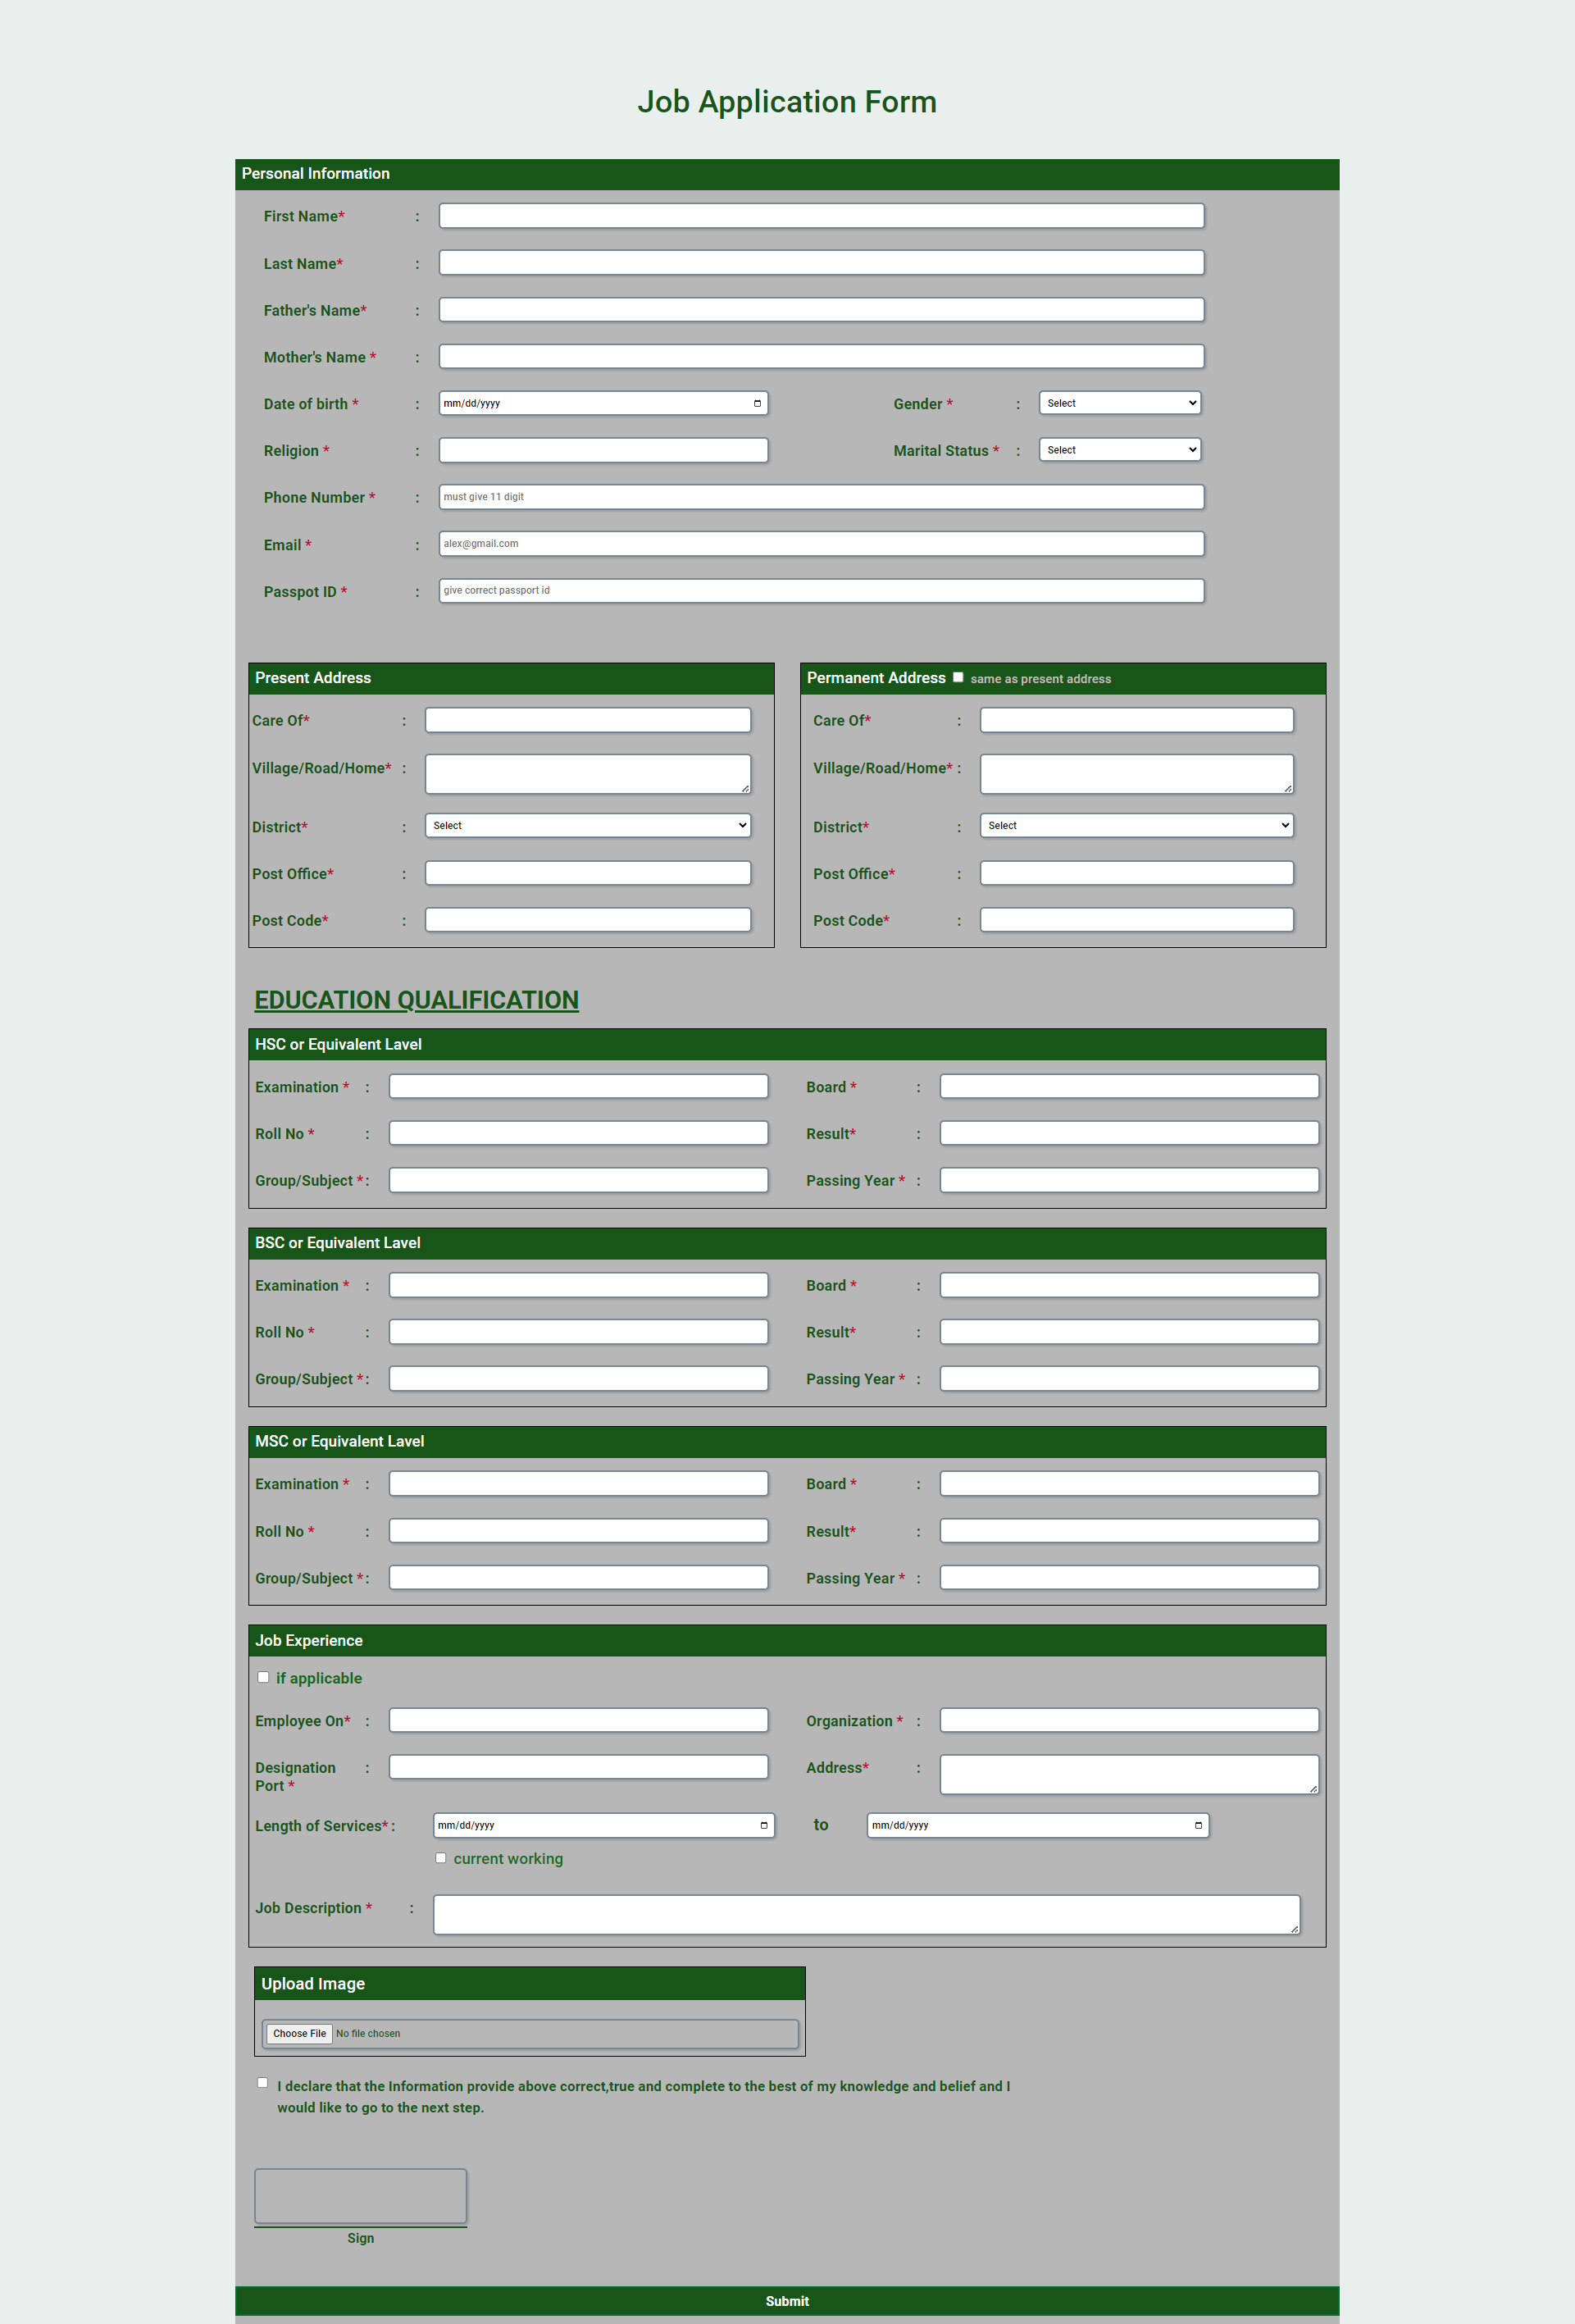 Job Application Form
Personal Information
First Name* :
Last Name* :
Father's Name* :
Mother's Name * :
Date of birth * : mm/dd/yyyy Gender * : Select
Religion * : Marital Status * : Select
Phone Number * : must give 11 digit
Email * : alex@gmail.com
Passpot ID * : give correct passport id
Present Address
Care Of* :
Village/Road/Home* :
District* : Select
Post Office* :
Post Code* :
Permanent Address same as present address
Care Of* :
Village/Road/Home* :
District* : Select
Post Office* :
Post Code* :
EDUCATION QUALIFICATION
HSC or Equivalent Lavel
Examination * : Board * :
Roll No * : Result* :
Group/Subject * : Passing Year * :
BSC or Equivalent Lavel
Examination * : Board * :
Roll No * : Result* :
Group/Subject * : Passing Year * :
MSC or Equivalent Lavel
Examination * : Board * :
Roll No * : Result* :
Group/Subject * : Passing Year * :
Job Experience
if applicable
Employee On* : Organization * :
Designation : Address* :
Port *
Length of Services* : mm/dd/yyyy to mm/dd/yyyy
current working
Job Description * :
Upload Image
Choose File No file chosen
I declare that the Information provide above correct,true and complete to the best of my knowledge and belief and I
would like to go to the next step.
Sign
Submit